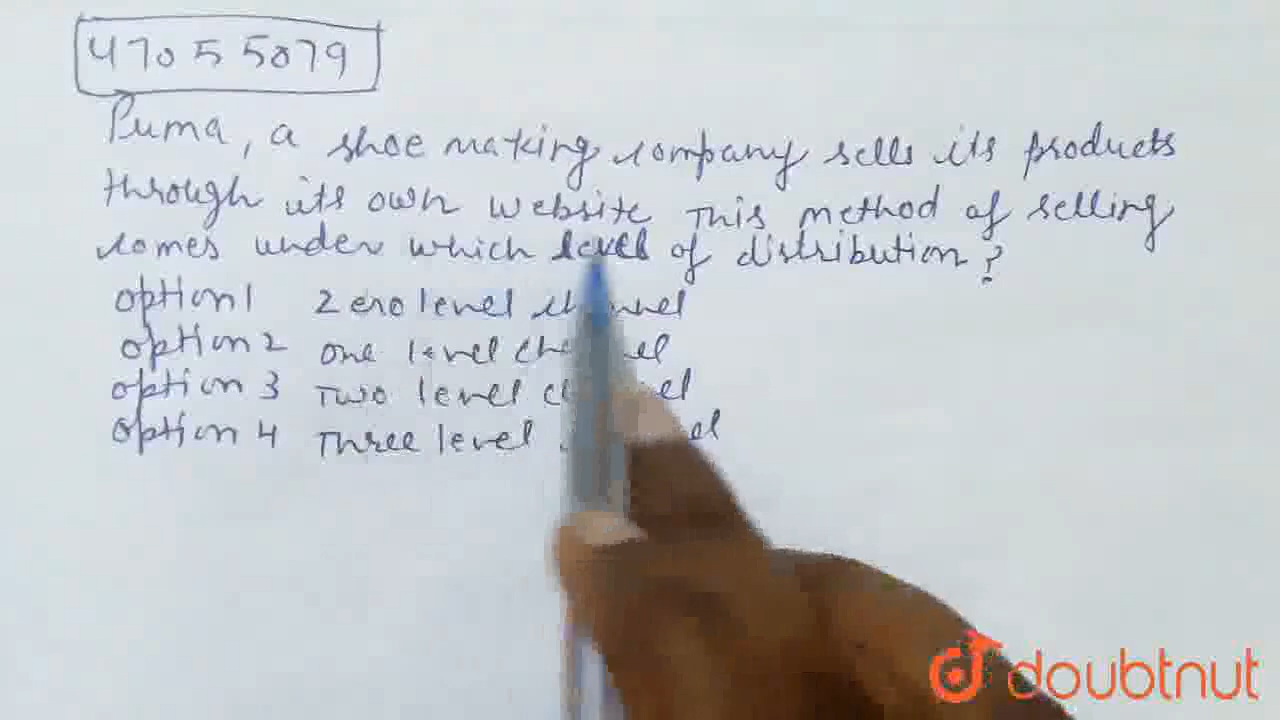 47055079
Puma, a shoe making company sells its products
through its own website This method of selling
comes under which level of distribution?
option 1 Zero level channel
option 2 one level
option 3 Two level
option 4 Three level
doubtnut